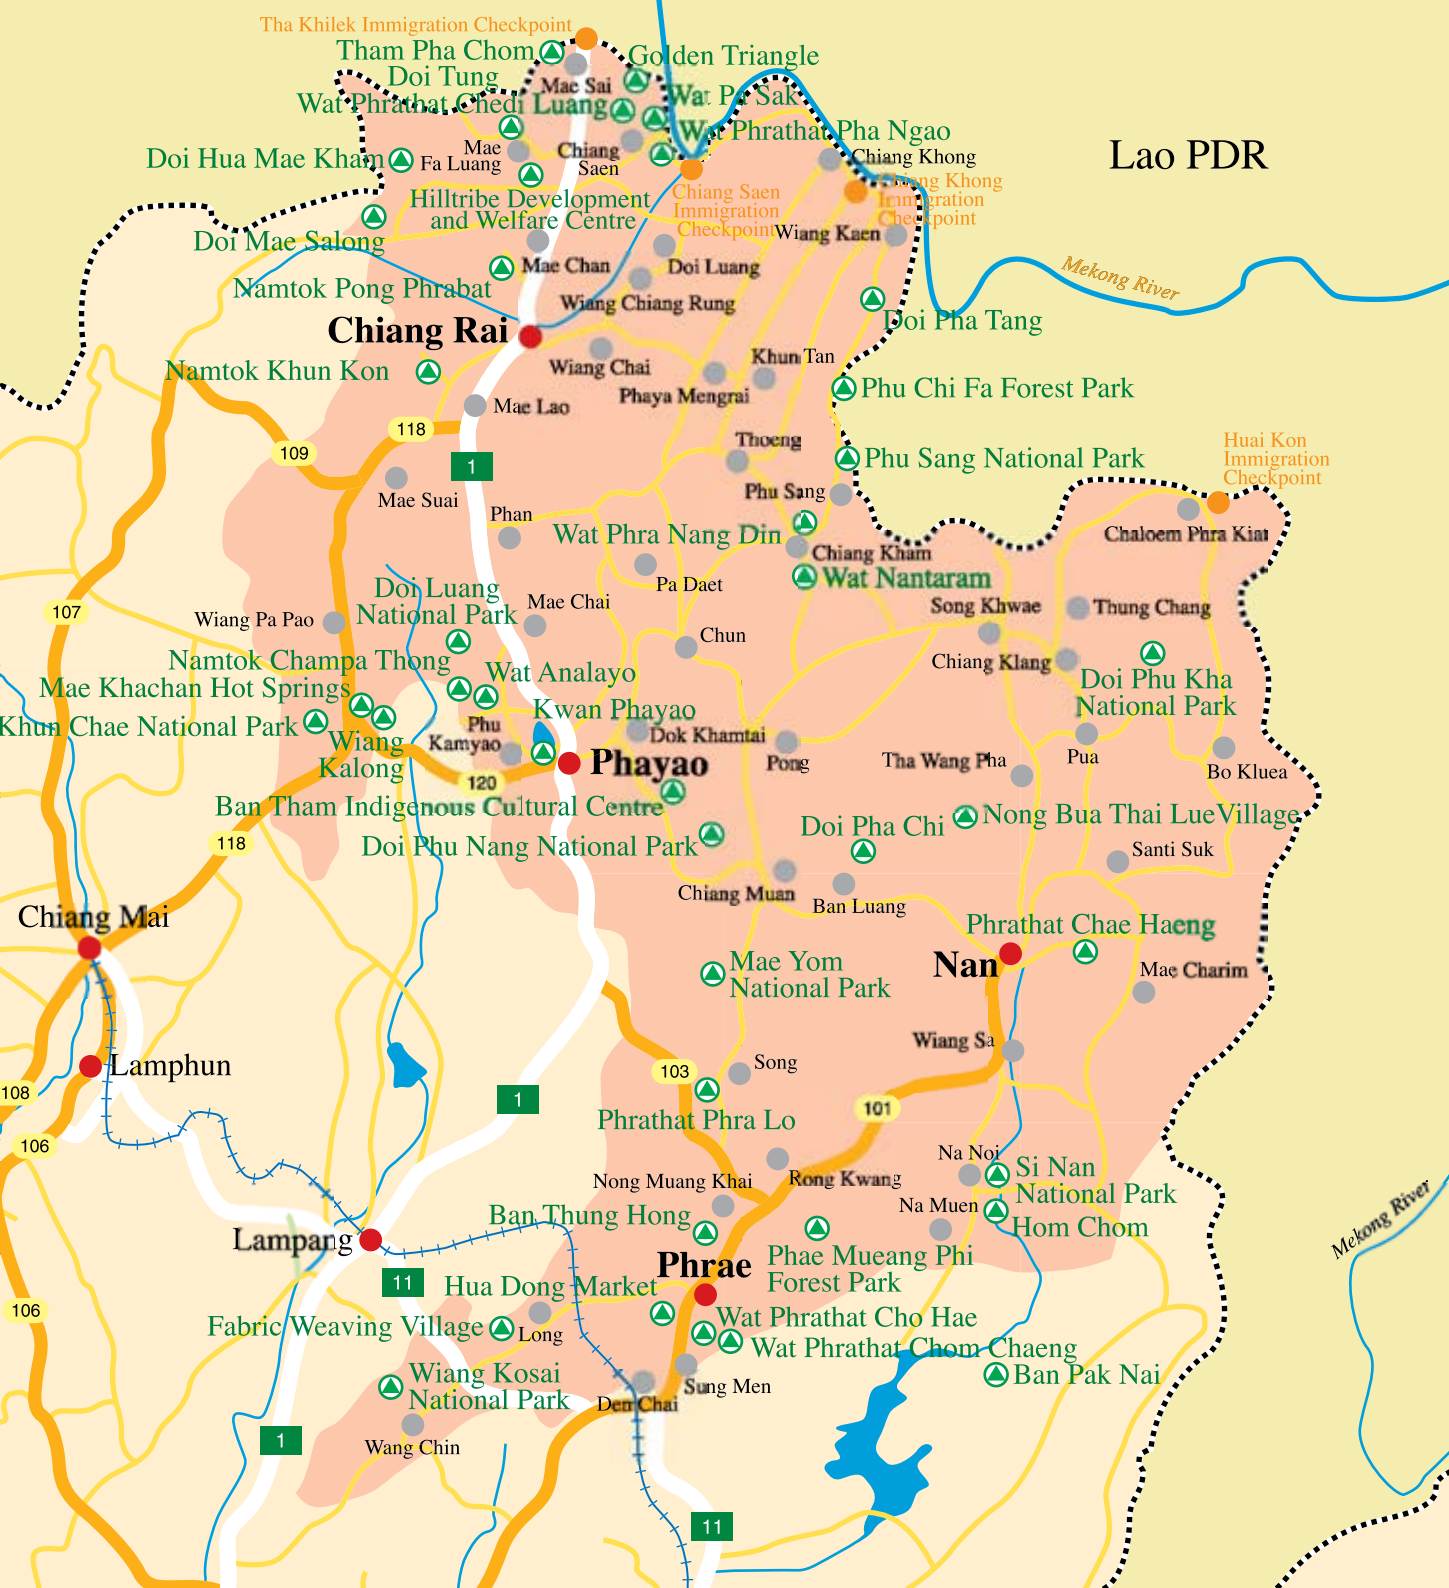 Tha Khilek Immigration Checkpoint
Tham Pha Chom
Golden Triangle
Doi Tung
Mae Sai
Wat Phrathat Chedi Luang
Wat Pa Sak
Wat Phrathat Pha Ngao
Lao PDR
Doi Hua Mae Kham
Mae
Fa Luang
Chiang
Saen
Chiang Khong
Chiang Khong
Immigration
Checkpoint
Chiang Saen
Immigration
Checkpoint
Hilltribe Development
and Welfare Centre
Wiang Kaen
Doi Mae Salong
Mae Chan
Doi Luang
Mekong River
Namtok Pong Phrabat
Wiang Chiang Rung
Doi Pha Tang
Chiang Rai
Wiang Chai
Khun Tan
Namtok Khun Kon
Phaya Mengrai
Phu Chi Fa Forest Park
Mae Lao
118
109
1
Thoeng
Huai Kon
Immigration
Checkpoint
Phu Sang National Park
Mae Suai
Phu Sang
Phan
Chaloem Phra Kiat
Wat Phra Nang Din
Chiang Kham
Wat Nantaram
Pa Daet
Doi Luang
National Park
Mae Chai
107
Wiang Pa Pao
Song Khwae
Thung Chang
Chun
Namtok Champa Thong
Wat Analayo
Chiang Klang
Doi Phu Kha
National Park
Mae Khachan Hot Springs
Khun Chae National Park
Kwan Phayao
Phu
Kamyao
Wiang
Kalong
Dok Khamtai
Pong
Phayao
Tha Wang Pha
Pua
Bo Kluea
120
Ban Tham Indigenous Cultural Centre
Doi Pha Chi
Nong Bua Thai Lue Village
118
Doi Phu Nang National Park
Santi Suk
Chiang Muan
Ban Luang
Chiang Mai
Phrathat Chae Haeng
Mae Yom
National Park
Nan
Mae Charim
Wiang Sa
Lamphun
Song
103
108
1
101
Phrathat Phra Lo
106
Na Noi
Si Nan
National Park
Nong Muang Khai
Rong Kwang
Na Muen
Hom Chom
Ban Thung Hong
Mekong River
Lampang
Phae Mueang Phi
Forest Park
Phrae
11
Hua Dong Market
106
Fabric Weaving Village
Long
Wat Phrathat Cho Hae
Wat Phrathat Chom Chaeng
Wiang Kosai
National Park
Ban Pak Nai
Sung Men
Den Chai
1
Wang Chin
11